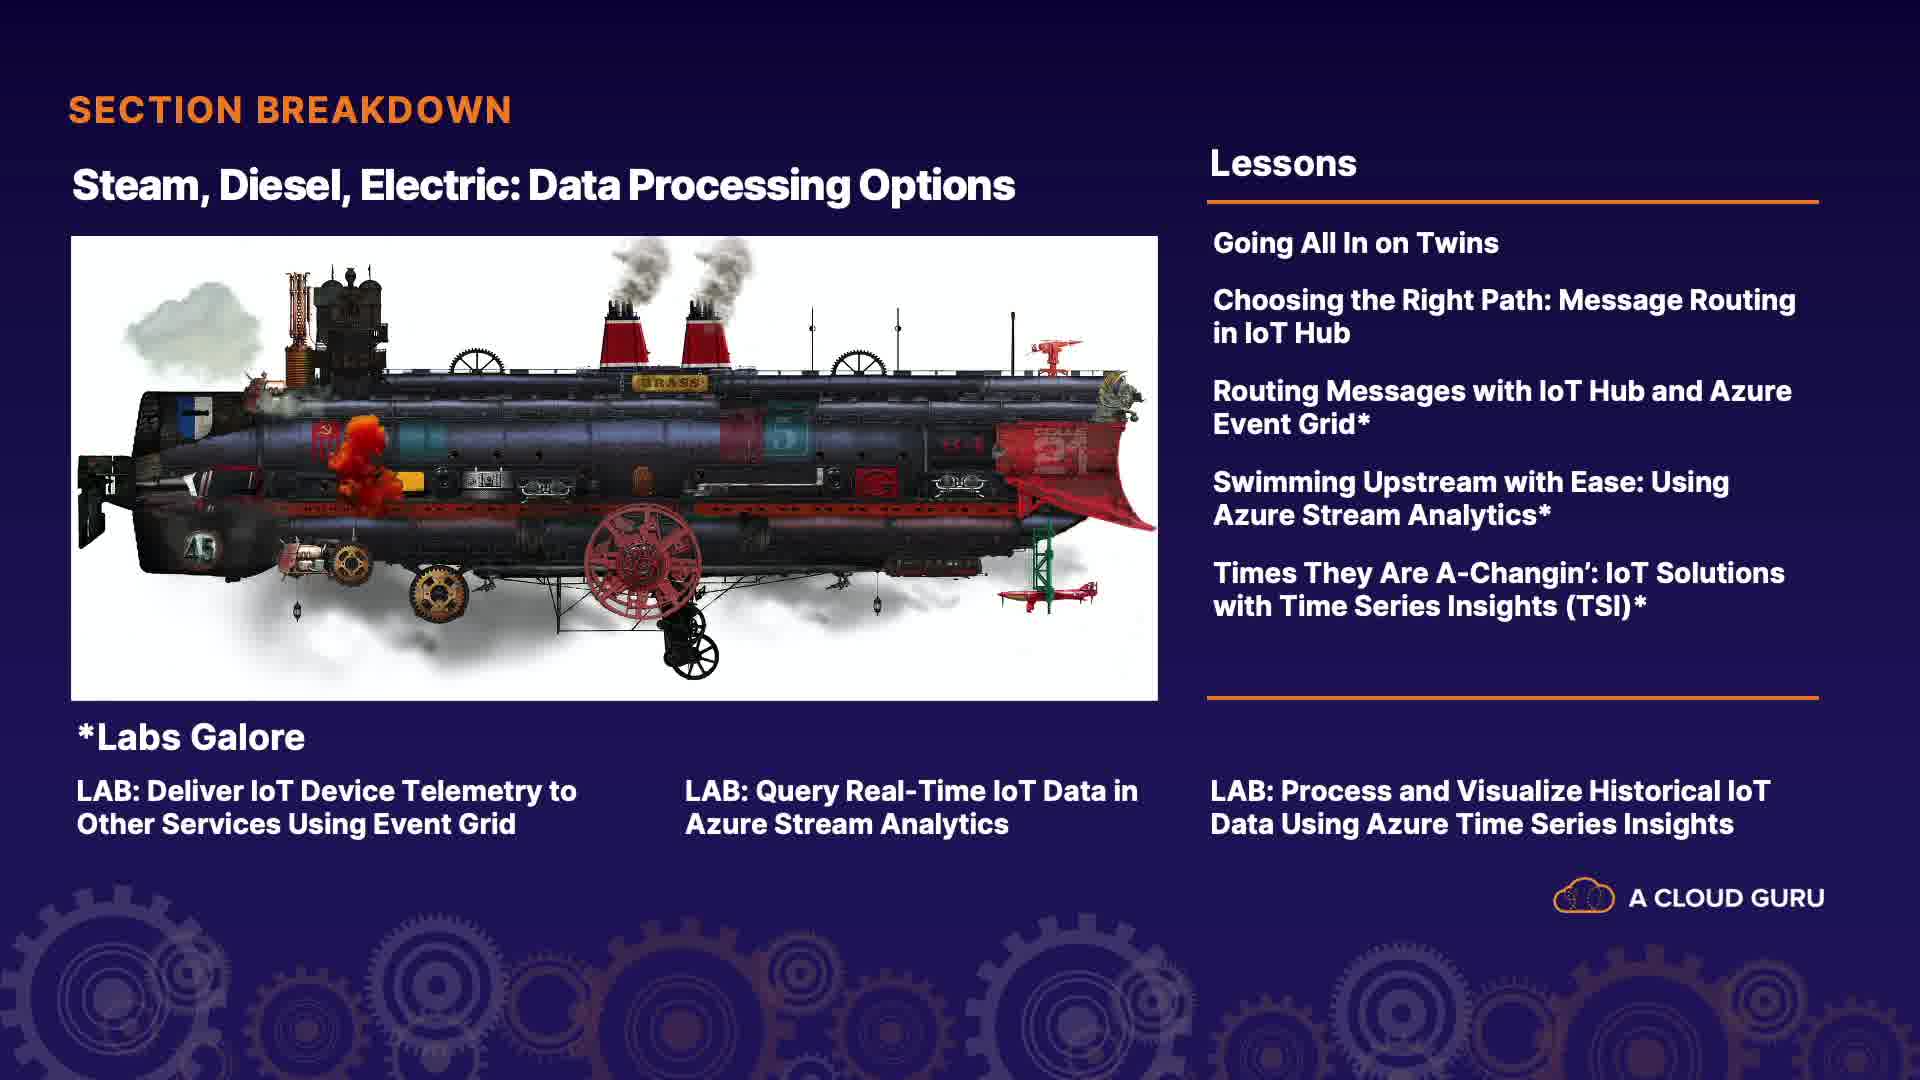 SECTION BREAKDOWN
Steam, Diesel, Electric: Data Processing Options
BRASS
5
21
45
Lessons
Going All In on Twins
Choosing the Right Path: Message Routing
in IoT Hub
Routing Messages with IoT Hub and Azure
Event Grid*
Swimming Upstream with Ease: Using
Azure Stream Analytics*
Times They Are A-Changin’: IoT Solutions
with Time Series Insights (TSI)*
*Labs Galore
LAB: Deliver IoT Device Telemetry to
Other Services Using Event Grid
LAB: Query Real-Time IoT Data in
Azure Stream Analytics
LAB: Process and Visualize Historical IoT
Data Using Azure Time Series Insights
A CLOUD GURU